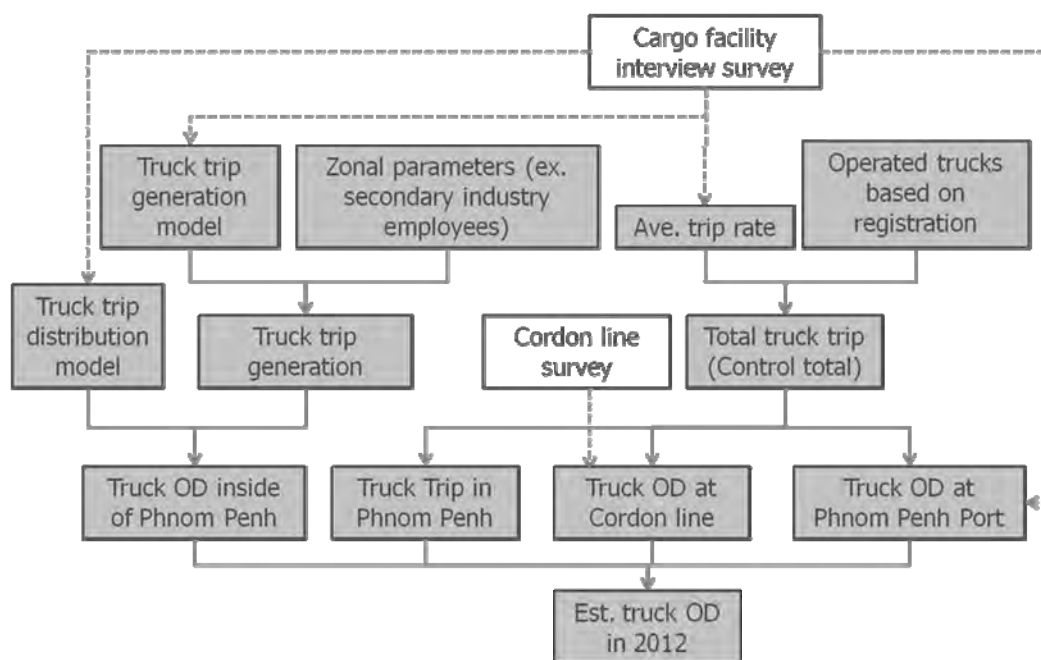 Cargo facility
interview survey
Truck trip
generation
model
Zonal parameters (ex.
secondary industry
employees)
Ave. trip rate
Operated trucks
based on
registration
Truck trip
distribution
model
Truck trip
generation
Cordon line
survey
Total truck trip
(Control total)
Truck OD inside
of Phnom Penh
Truck Trip in
Phnom Penh
Truck OD at
Cordon line
Truck OD at
Phnom Penh Port
Est. truck OD
in 2012